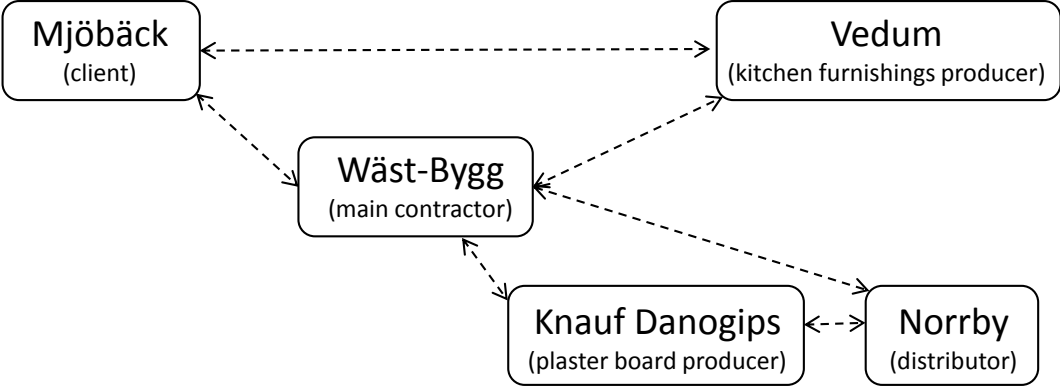 Mjöbäck
(client)
Vedum
(kitchen furnishings producer)
Wäst-Bygg
(main contractor)
Knauf Danogips
(plaster board producer)
Norrby
(distributor)